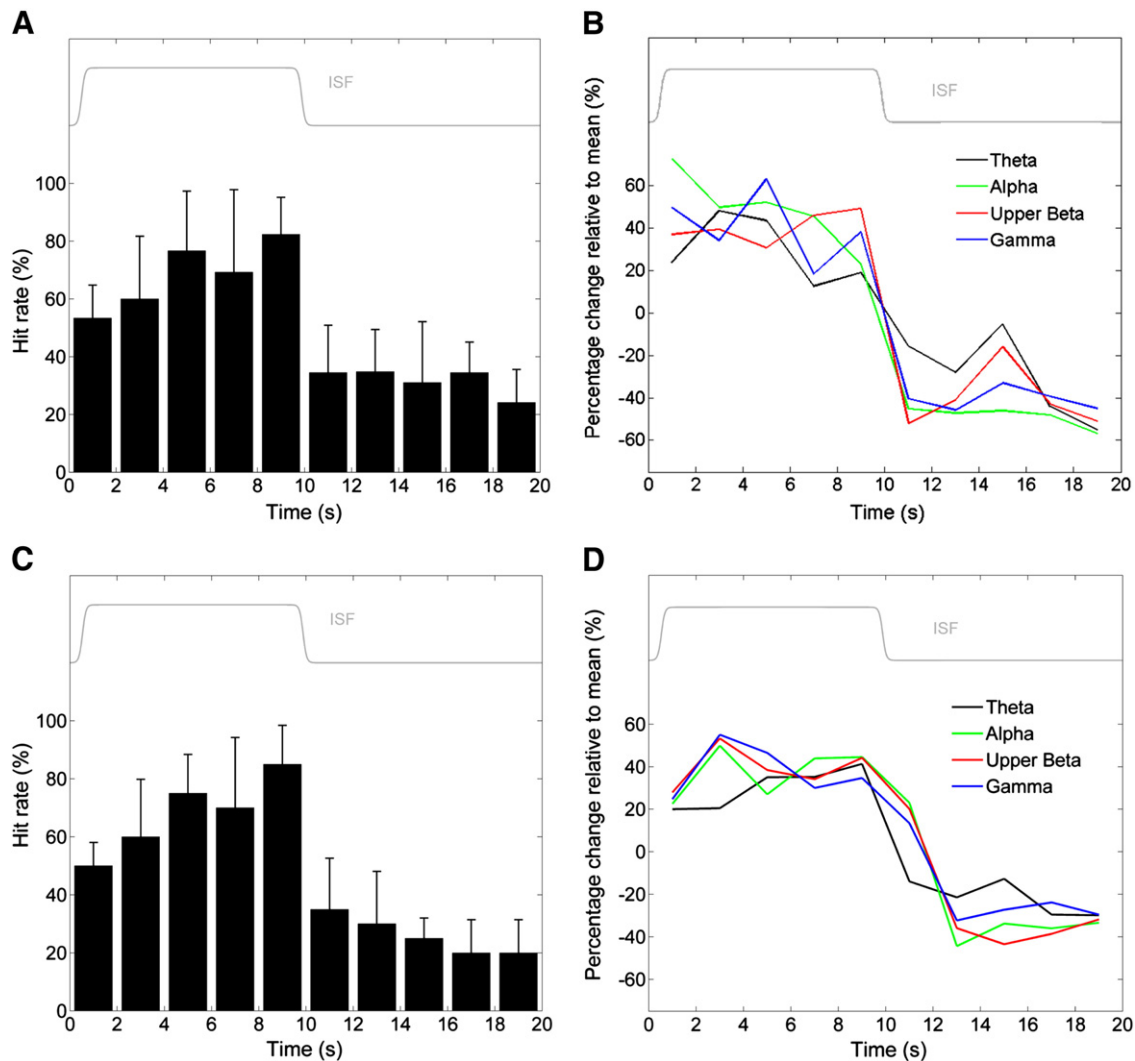 A
ISF
Hit rate (%)
100
80
60
40
20
0
0 2 4 6 8 10 12 14 16 18 20
Time (s)
B
ISF
Theta
Alpha
Upper Beta
Gamma
Percentage change relative to mean (%)
60
40
20
0
-20
-40
-60
0 2 4 6 8 10 12 14 16 18 20
Time (s)
C
ISF
Hit rate (%)
100
80
60
40
20
0
0 2 4 6 8 10 12 14 16 18 20
Time (s)
D
ISF
Theta
Alpha
Upper Beta
Gamma
Percentage change relative to mean (%)
60
40
20
0
-20
-40
-60
0 2 4 6 8 10 12 14 16 18 20
Time (s)